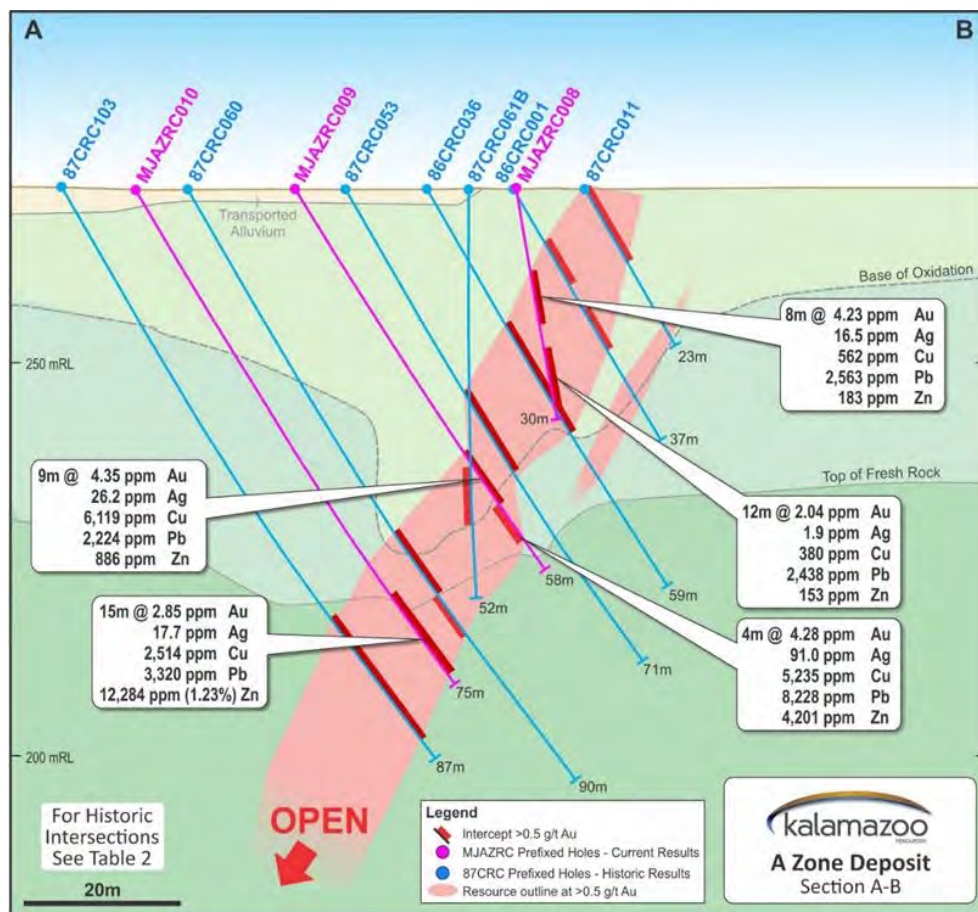 A
B
87CRC103
MJAZRC010
87CRC060
MJAZRC009
87CRC053
86CRC036
87CRC061B
86CRC001
MJAZRC008
87CRC011
Transported
Alluvium
Base of Oxidation
8m @ 4.23 ppm Au
16.5 ppm Ag
562 ppm Cu
2,563 ppm Pb
183 ppm Zn
23m
250 mRL
30m
37m
Top of Fresh Rock
9m @ 4.35 ppm Au
26.2 ppm Ag
6,119 ppm Cu
2,224 ppm Pb
886 ppm Zn
12m @ 2.04 ppm Au
1.9 ppm Ag
380 ppm Cu
2,438 ppm Pb
153 ppm Zn
58m
59m
52m
15m @ 2.85 ppm Au
17.7 ppm Ag
2,514 ppm Cu
3,320 ppm Pb
12,284 ppm (1.23%) Zn
4m @ 4.28 ppm Au
91.0 ppm Ag
5,235 ppm Cu
8,228 ppm Pb
4,201 ppm Zn
71m
75m
200 mRL
87m
90m
For Historic
Intersections
See Table 2
OPEN
20m
Legend
Intercept >0.5 g/t Au
MJAZRC Prefixed Holes - Current Results
87CRC Prefixed Holes - Historic Results
Resource outline at >0.5 g/t Au
kalamazoo
RESOURCES
A Zone Deposit
Section A-B